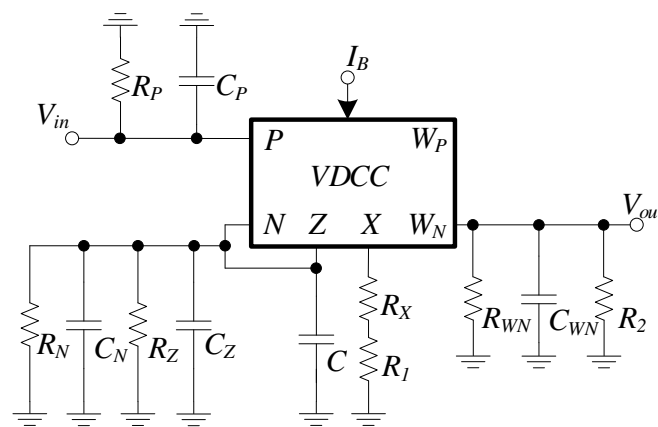 I_B
R_P
C_P
V_in
P
W_P
VDCC
N Z X W_N
V_ou
R_N
C_N
R_Z
C_Z
C
R_X
R_1
R_WN
C_WN
R_2